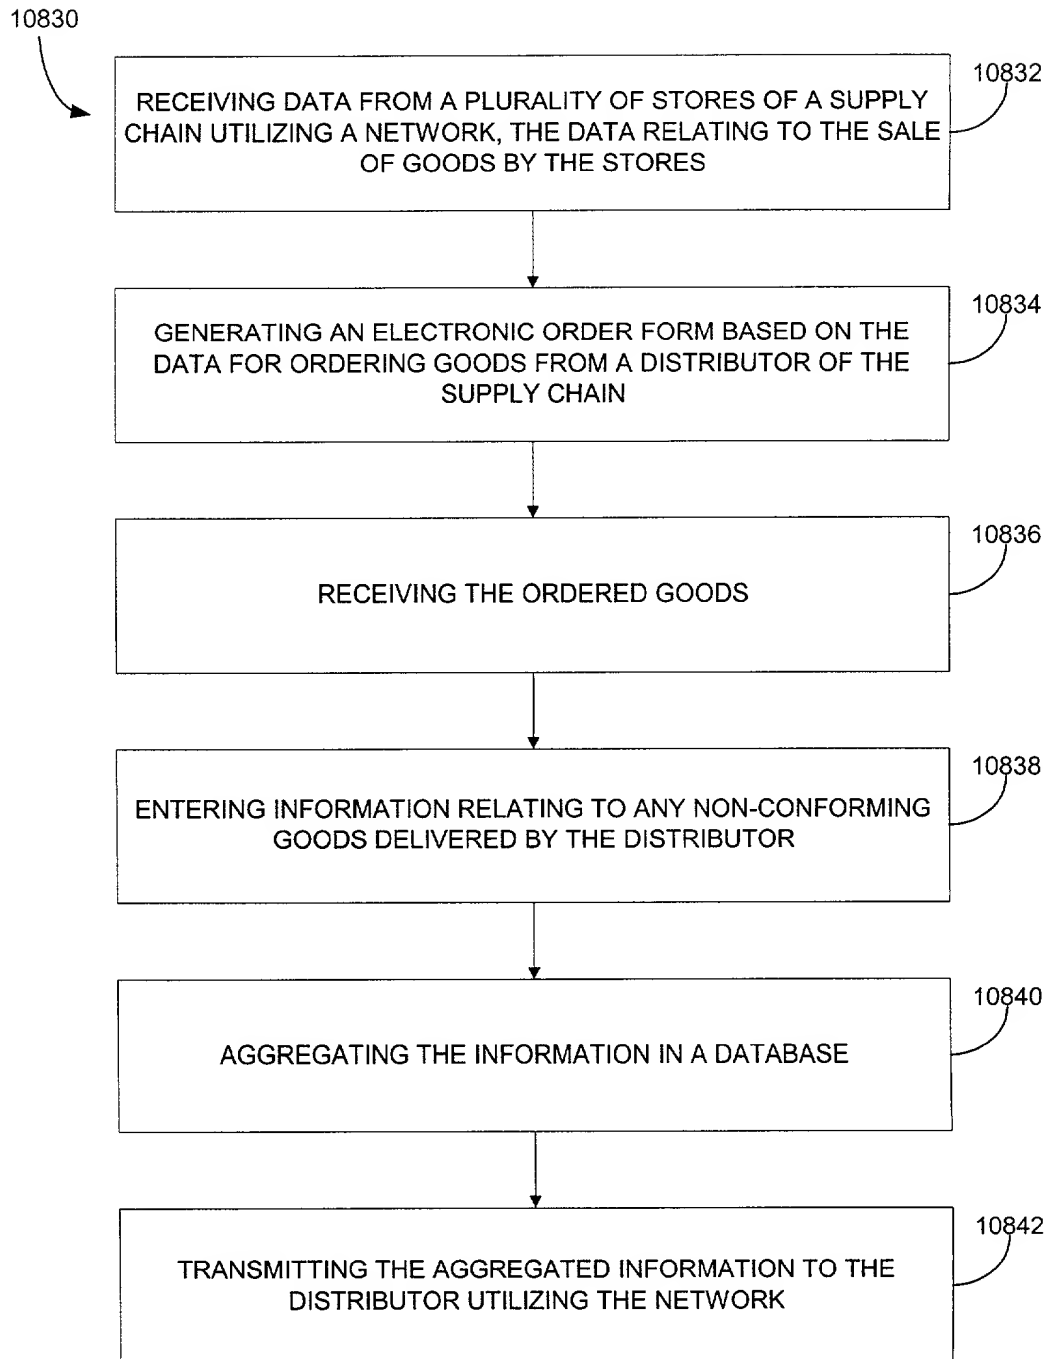 10830
10832
RECEIVING DATA FROM A PLURALITY OF STORES OF A SUPPLY
CHAIN UTILIZING A NETWORK, THE DATA RELATING TO THE SALE
OF GOODS BY THE STORES
10834
GENERATING AN ELECTRONIC ORDER FORM BASED ON THE
DATA FOR ORDERING GOODS FROM A DISTRIBUTOR OF THE
SUPPLY CHAIN
10836
RECEIVING THE ORDERED GOODS
10838
ENTERING INFORMATION RELATING TO ANY NON-CONFORMING
GOODS DELIVERED BY THE DISTRIBUTOR
10840
AGGREGATING THE INFORMATION IN A DATABASE
10842
TRANSMITTING THE AGGREGATED INFORMATION TO THE
DISTRIBUTOR UTILIZING THE NETWORK